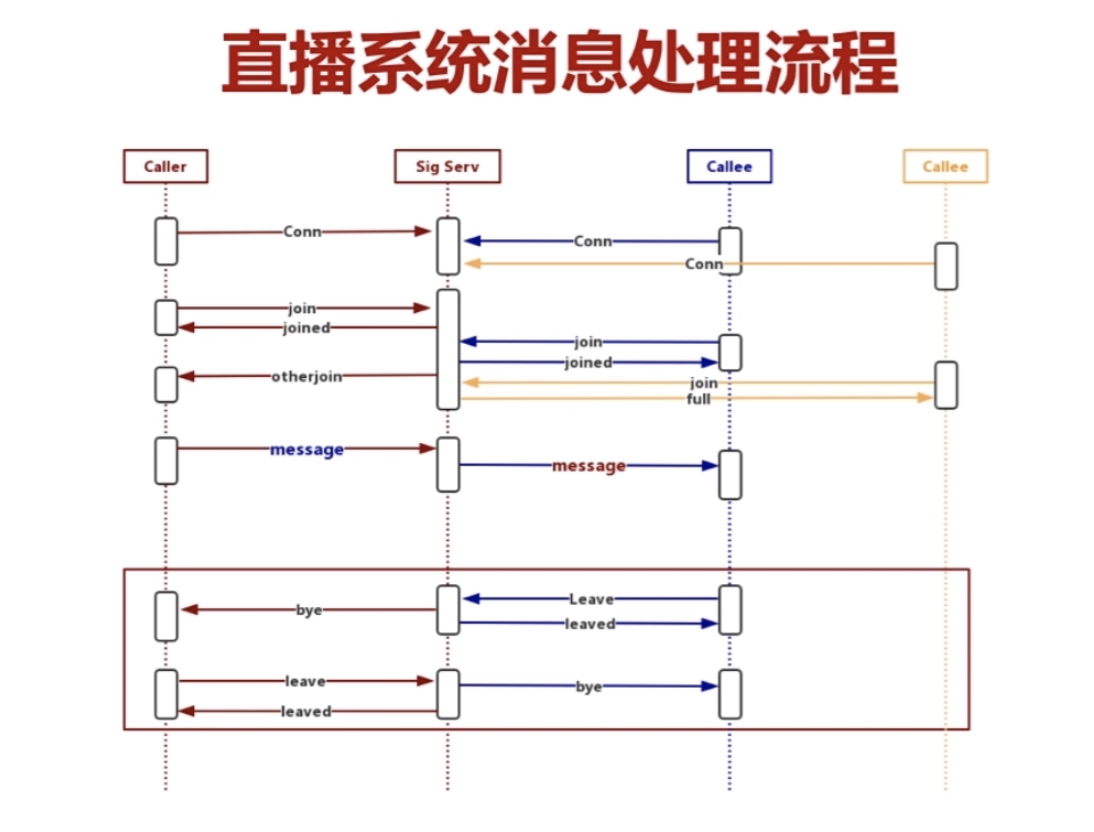 直播系统消息处理流程
Caller
Sig Serv
Callee
Callee
Conn
Conn
Conn
join
joined
join
joined
otherjoin
join
full
message
message
Leave
bye
leaved
leave
bye
leaved